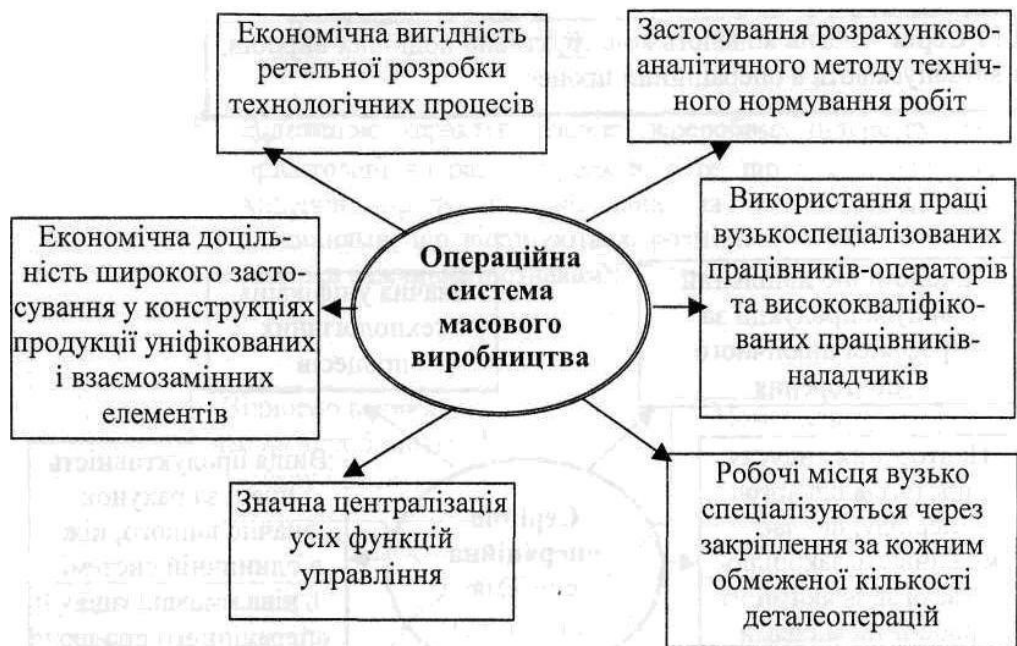 Економічна вигідність
ретельної розробки
технологічних процесів
Застосування розрахунково-
аналітичного методу техніч-
ного нормування робіт
Економічна доціль-
ність широкого засто-
сування у конструкціях
продукції уніфікованих
і взаємозамінних
елементів
Операційна
система
масового
виробництва
Використання праці
вузькоспеціалізованих
працівників-операторів
та висококваліфіко-
ваних працівників-
наладчиків
Значна централізація
усіх функцій
управління
Робочі місця вузько
спеціалізуються через
закріплення за кожним
обмеженої кількості
деталеоперацій